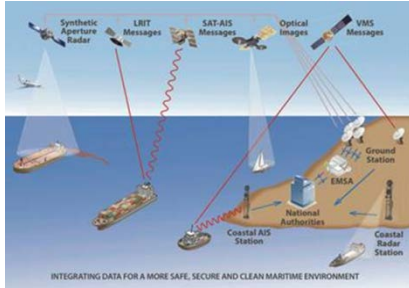 Synthetic
Aperture
Radar
LRIT
Messages
SAT-AIS
Messages
Optical
Images
VMS
Messages
Ground
Station
EMSA
National
Authorities
Coastal AIS
Station
Coastal
Radar
Station
INTEGRATING DATA FOR A MORE SAFE, SECURE AND CLEAN MARITIME ENVIRONMENT